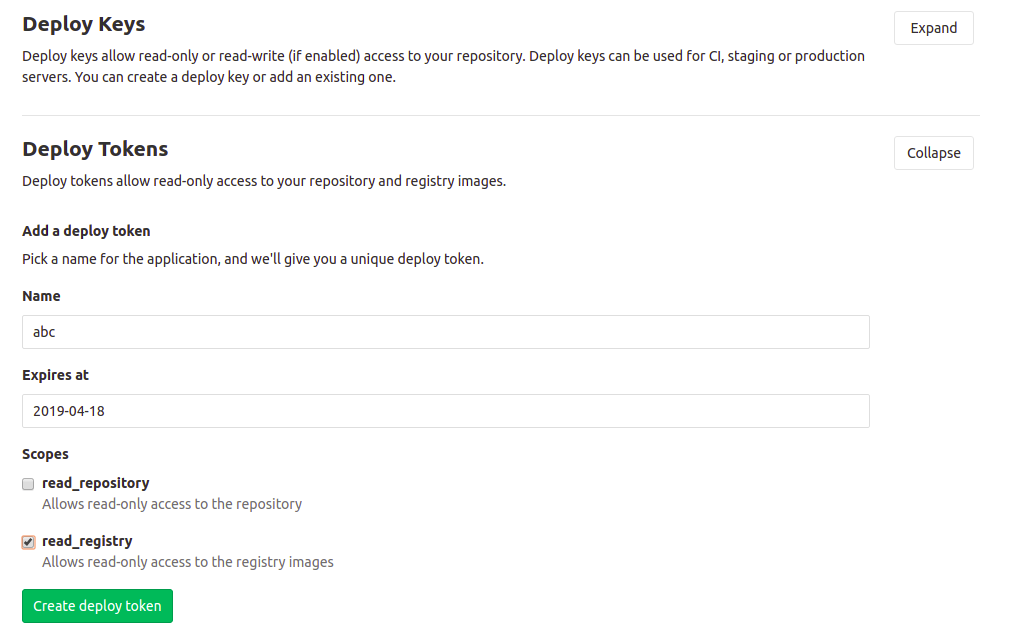 Deploy Keys
Expand
Deploy keys allow read-only or read-write (if enabled) access to your repository. Deploy keys can be used for CI, staging or production
servers. You can create a deploy key or add an existing one.
Deploy Tokens
Collapse
Deploy tokens allow read-only access to your repository and registry images.
Add a deploy token
Pick a name for the application, and we'll give you a unique deploy token.
Name
abc
Expires at
2019-04-18
Scopes
read_repository
Allows read-only access to the repository
read_registry
Allows read-only access to the registry images
Create deploy token